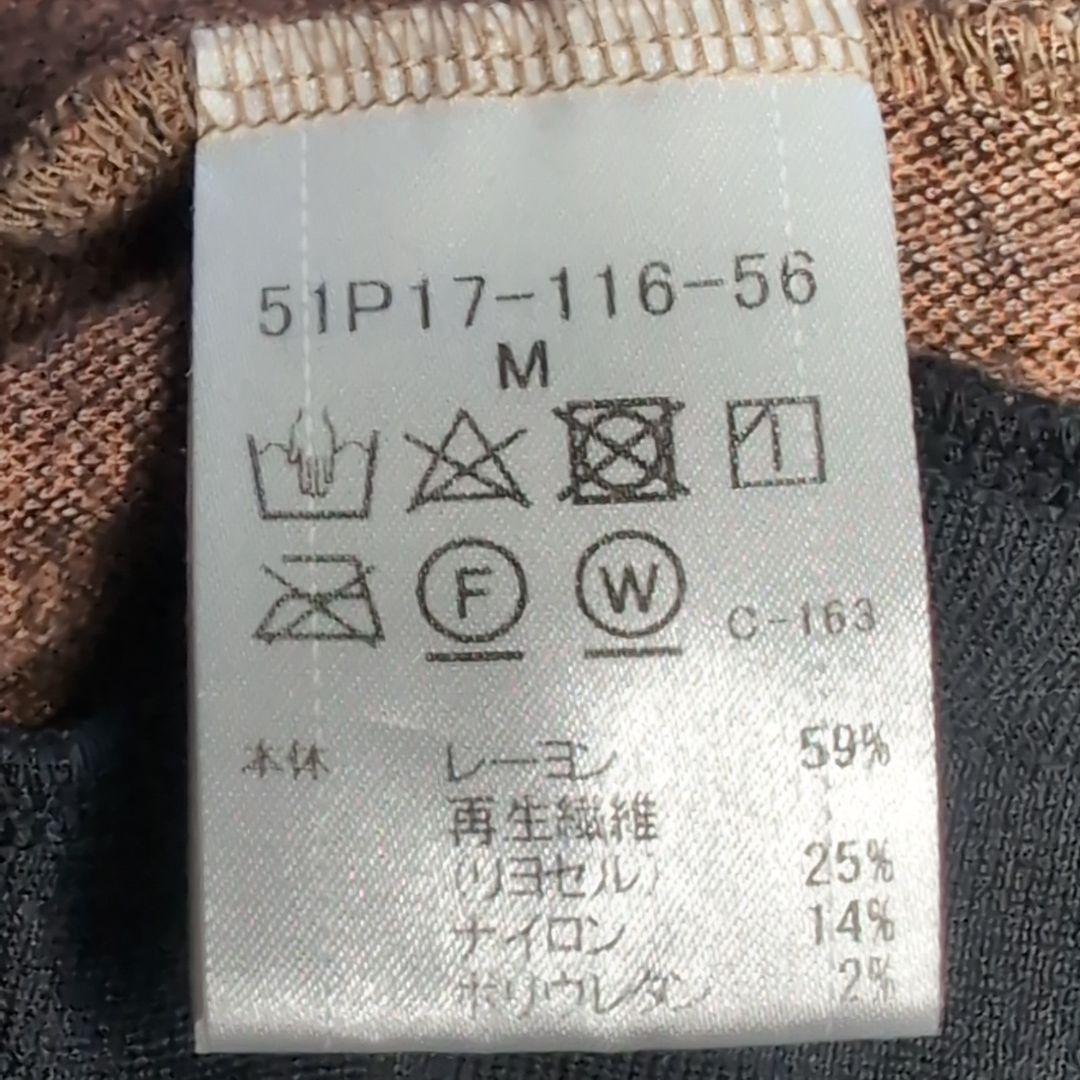 51P17-116-56
M
F W C-163
本体 レーヨン 59%
再生繊維
(リヨセル) 25%
ナイロン 14%
ポリウレタン 2%